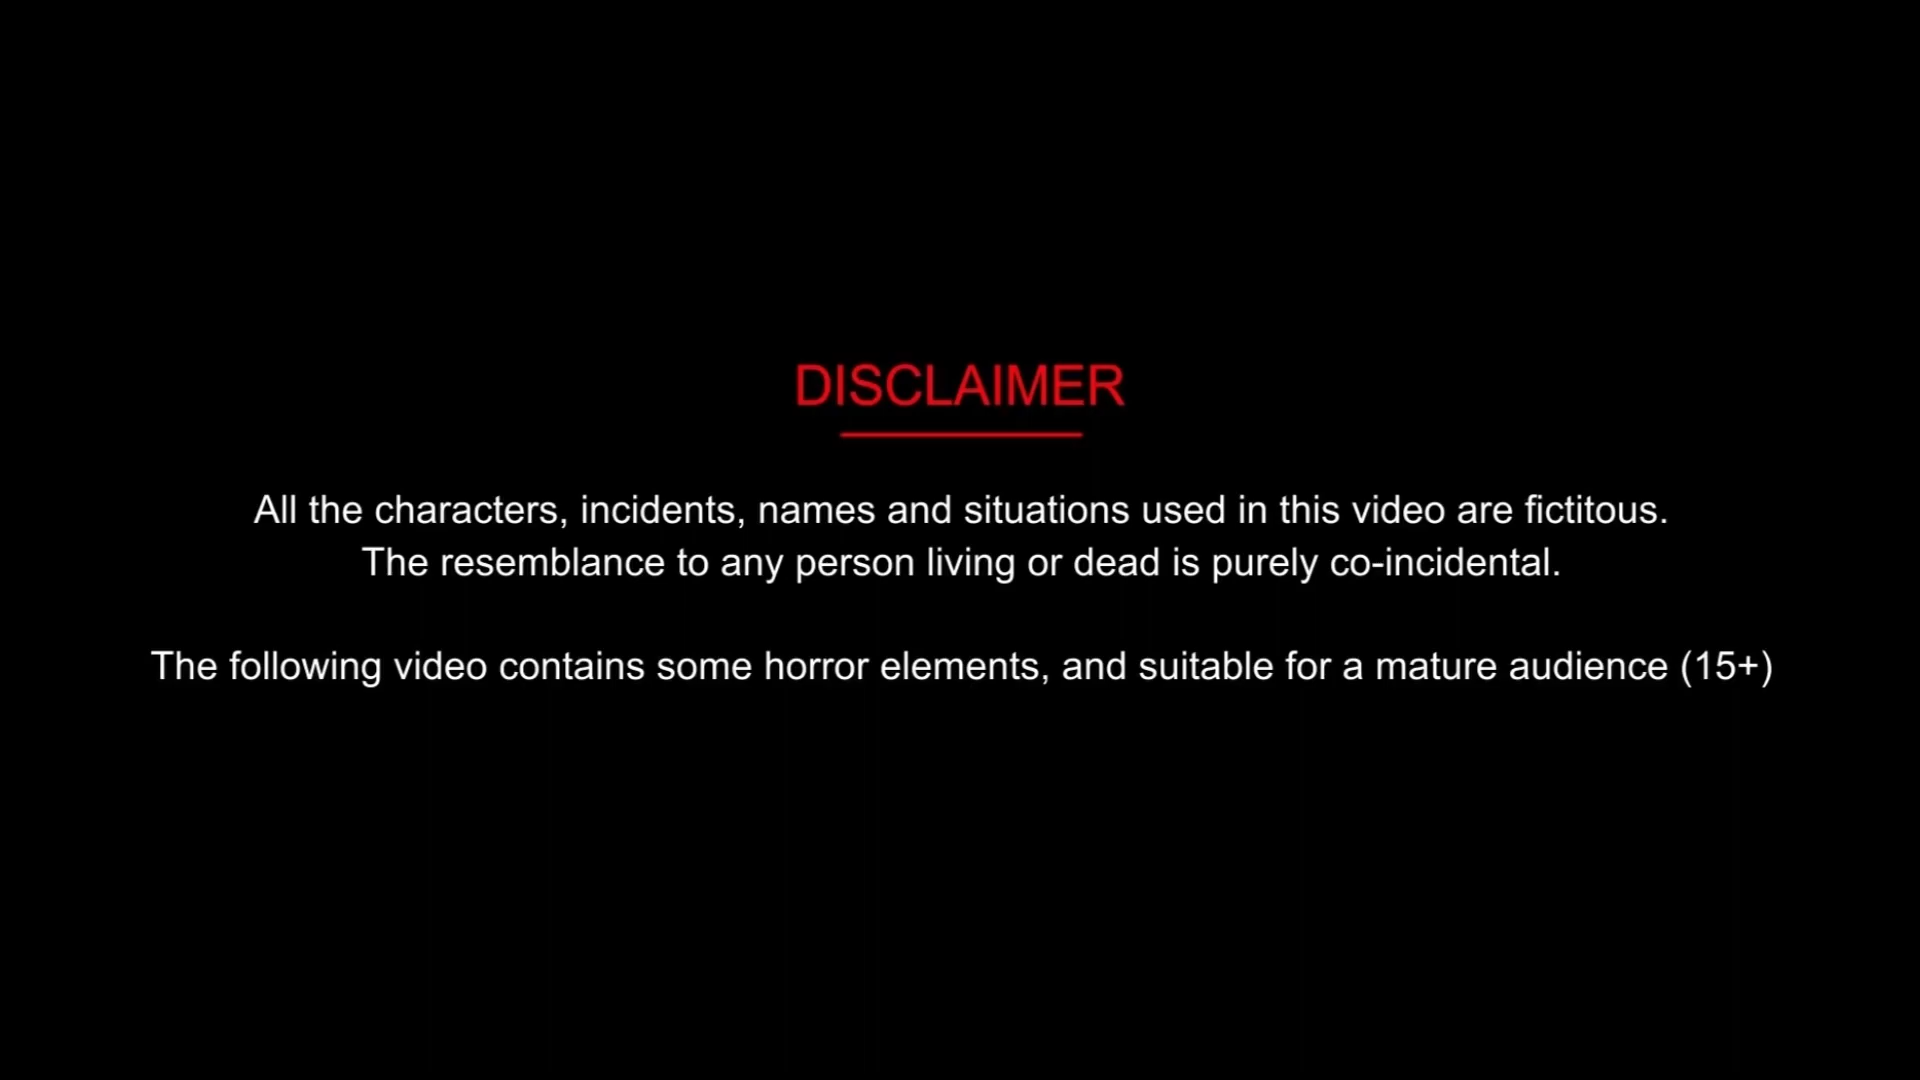 DISCLAIMER
All the characters, incidents, names and situations used in this video are fictitous.
The resemblance to any person living or dead is purely co-incidental.
The following video contains some horror elements, and suitable for a mature audience (15+)